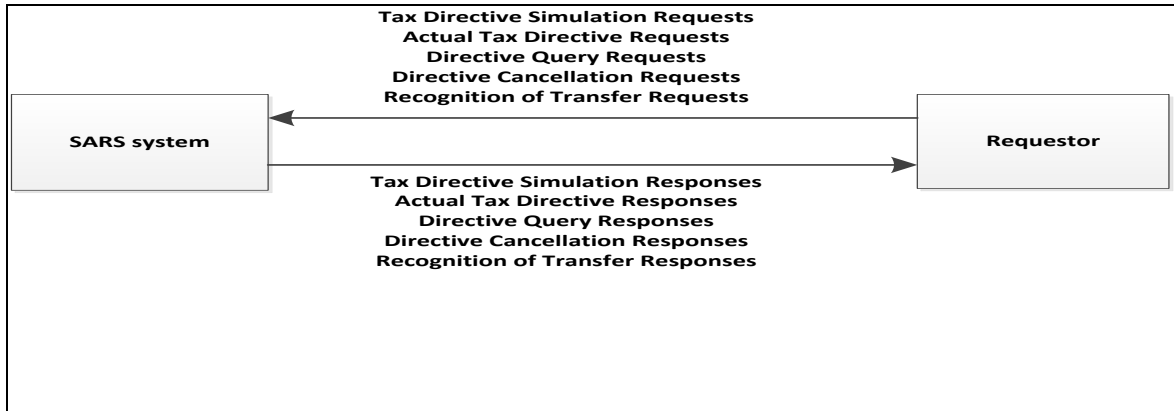 Tax Directive Simulation Requests
Actual Tax Directive Requests
Directive Query Requests
Directive Cancellation Requests
Recognition of Transfer Requests
SARS system
Requestor
Tax Directive Simulation Responses
Actual Tax Directive Responses
Directive Query Responses
Directive Cancellation Responses
Recognition of Transfer Responses